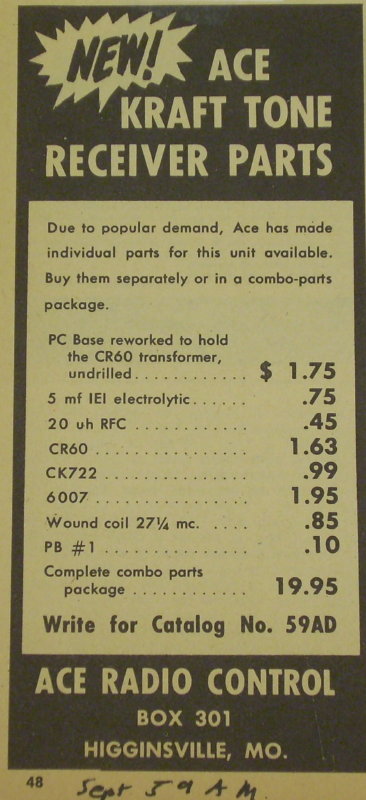 NEW!
ACE
KRAFT TONE
RECEIVER PARTS
Due to popular demand, Ace has made
individual parts for this unit available.
Buy them separately or in a combo-parts
package.
PC Base reworked to hold
the CR60 transformer,
undrilled............ $ 1.75
5 mf IEI electrolytic...... .75
20 uh RFC ............ .45
CR60 ................ 1.63
CK722 ............... .99
6007 ................ 1.95
Wound coil 27¼ mc. .... .85
PB #1 ............... .10
Complete combo parts
package ............ 19.95
Write for Catalog No. 59AD
ACE RADIO CONTROL
BOX 301
HIGGINSVILLE, MO.
48
Sept 59 A M